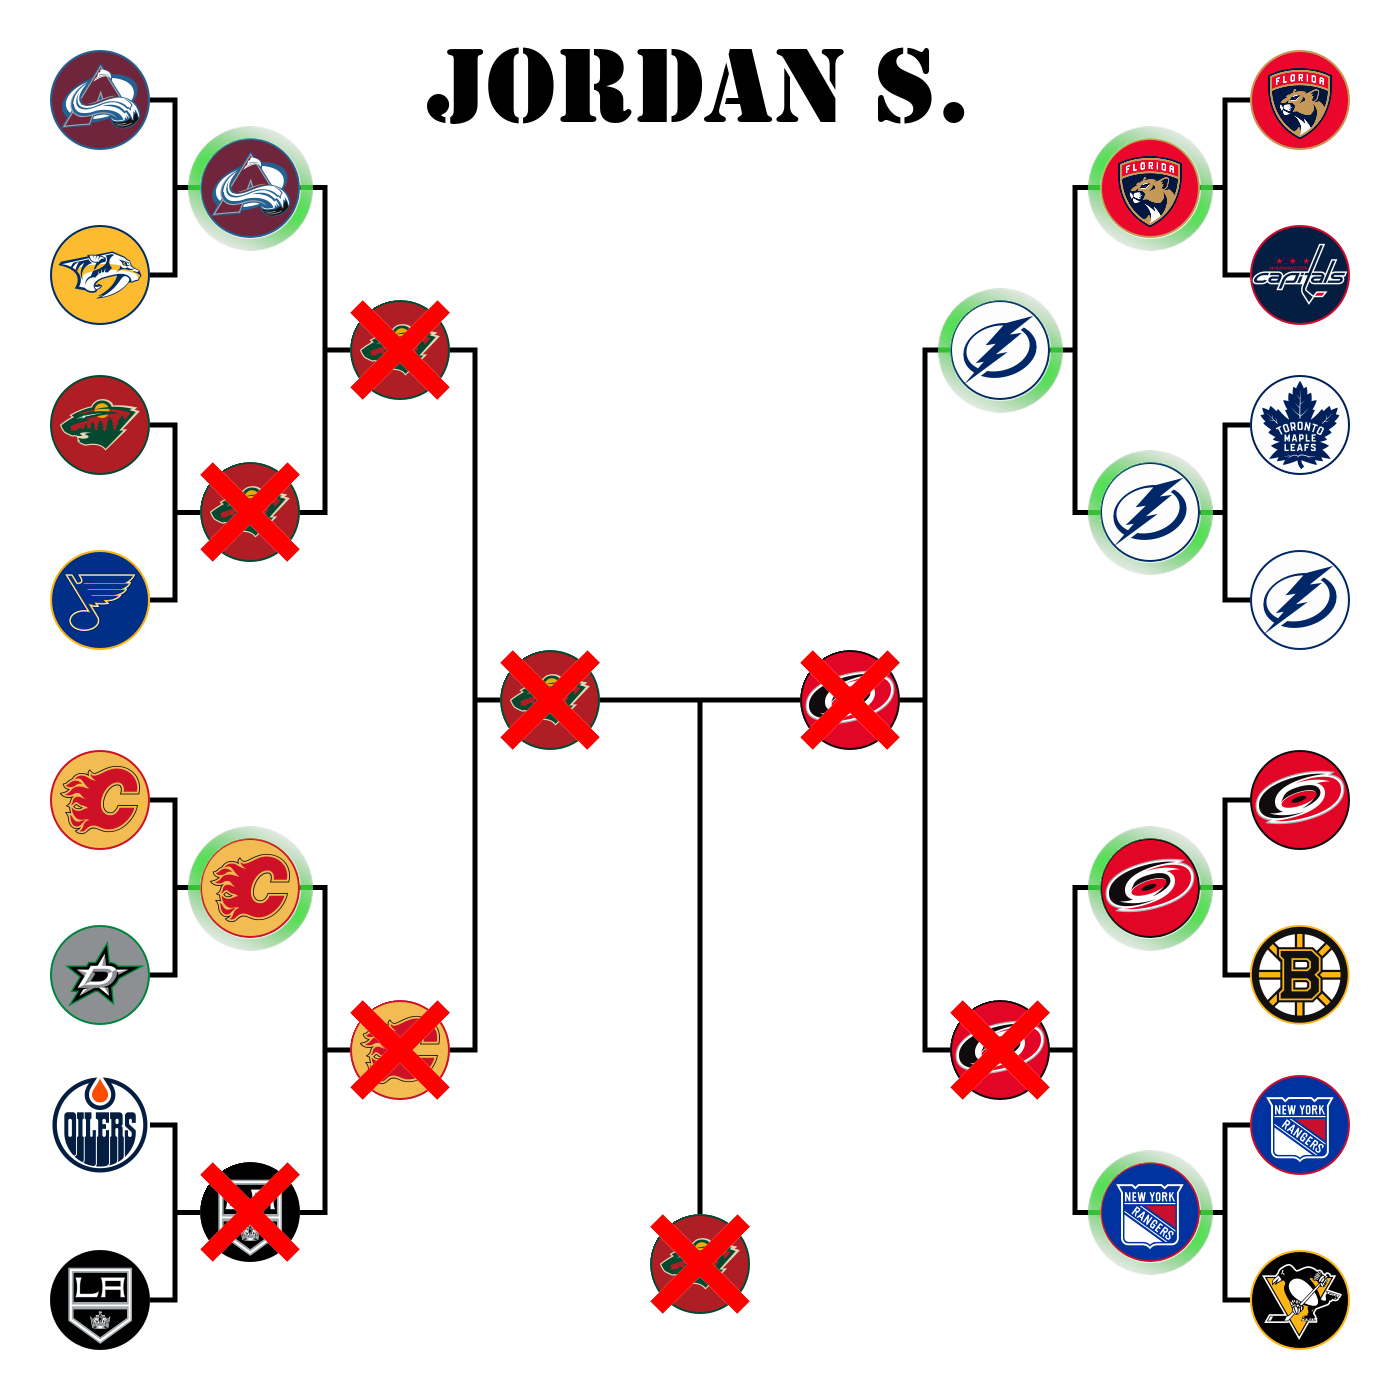 JORDAN S.
FLORIDA
FLORIDA
capitals
TORONTO
MAPLE
LEAFS
OILERS
LA
B
NEW YORK
RANGERS
NEW YORK
RANGERS